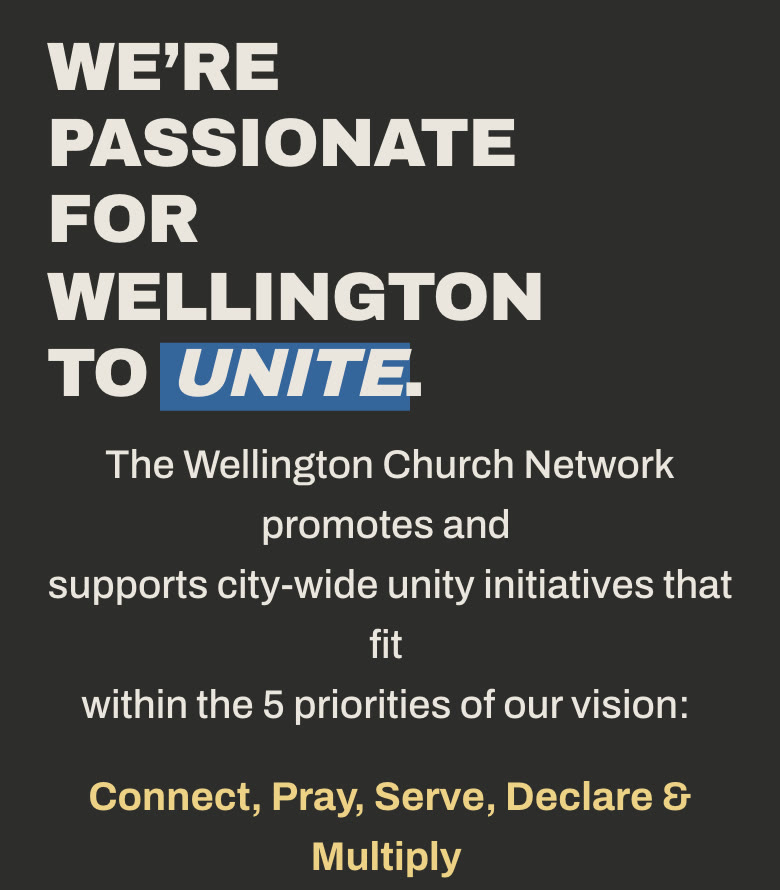 WE’RE
PASSIONATE
FOR
WELLINGTON
TO UNITE.
The Wellington Church Network
promotes and
supports city-wide unity initiatives that
fit
within the 5 priorities of our vision:
Connect, Pray, Serve, Declare &
Multiply